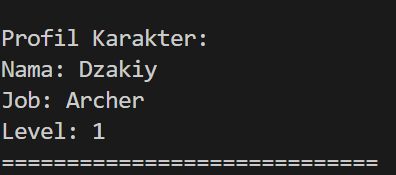 Profil Karakter:
Nama: Dzakiy
Job: Archer
Level: 1
=============================